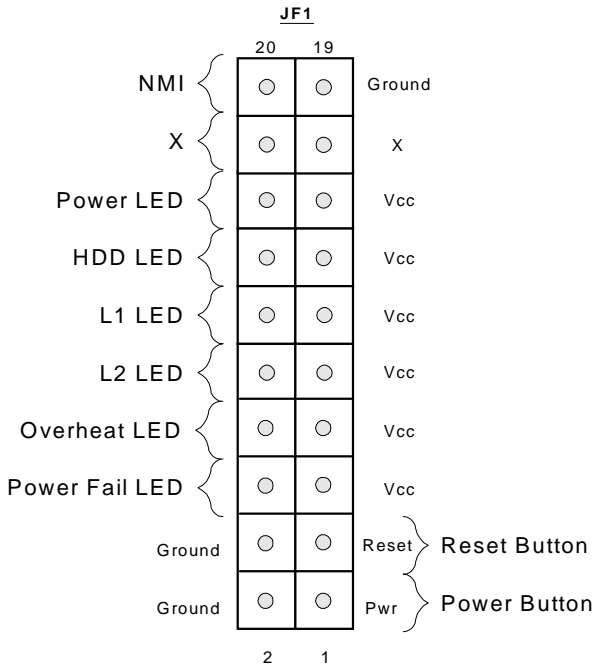 JF1
20 19
NMI Ground
X X
Power LED Vcc
HDD LED Vcc
L1 LED Vcc
L2 LED Vcc
Overheat LED Vcc
Power Fail LED Vcc
Ground Reset Reset Button
Ground Pwr Power Button
2 1